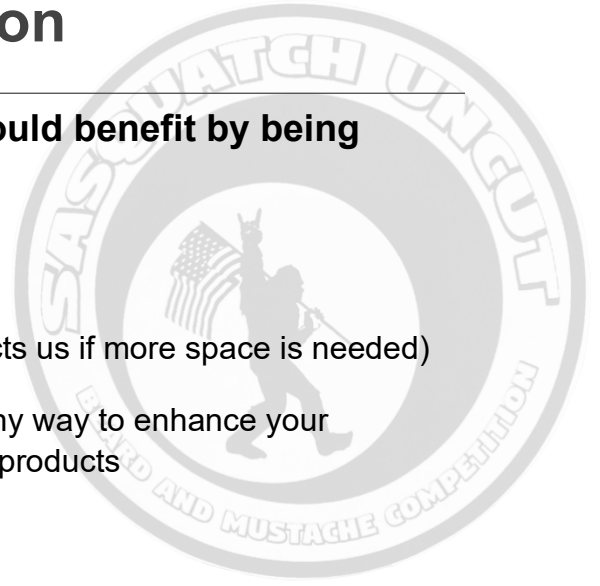 on
SASQUATCH UNCUT
ould benefit by being
cts us if more space is needed)
ny way to enhance your
products
BEARD AND MUSTACHE COMPETITION